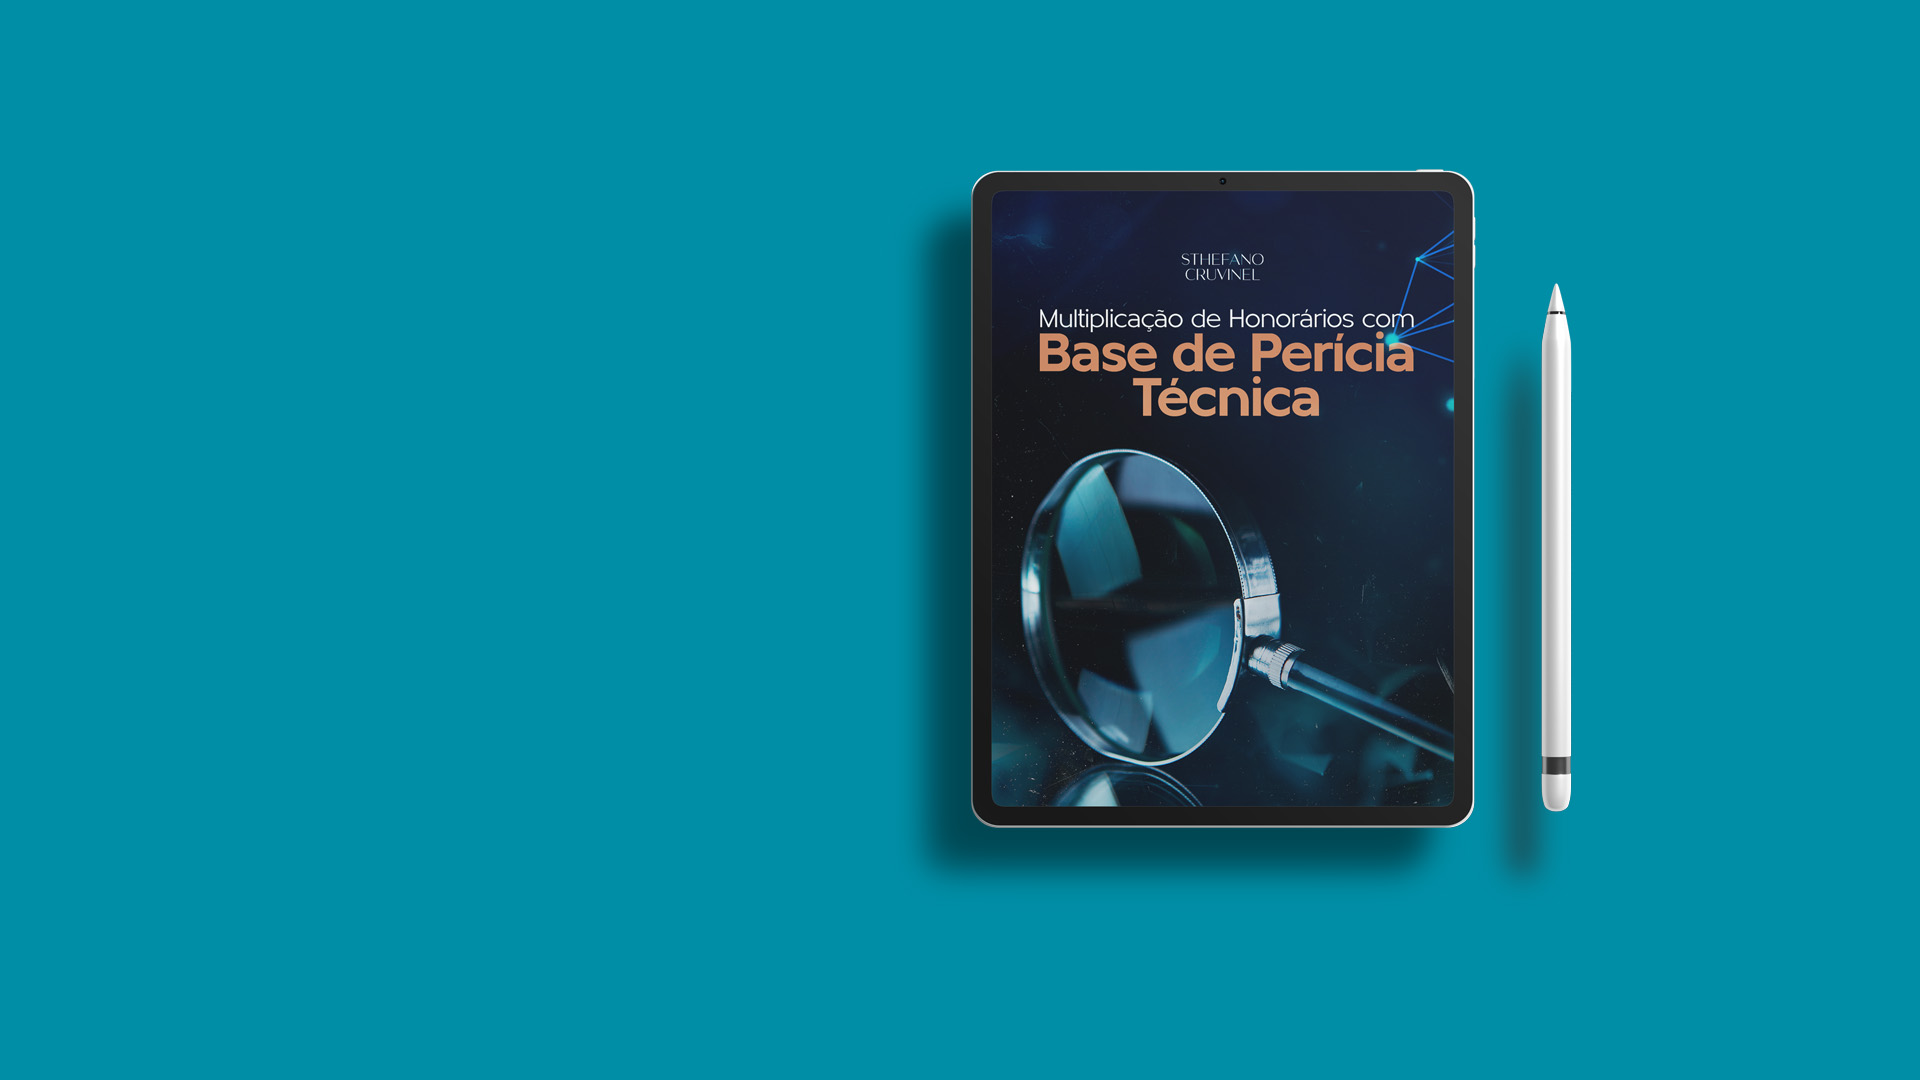 STHEFANO
CRUVINEL
Multiplicação de Honorários com
Base de Perícia
Técnica